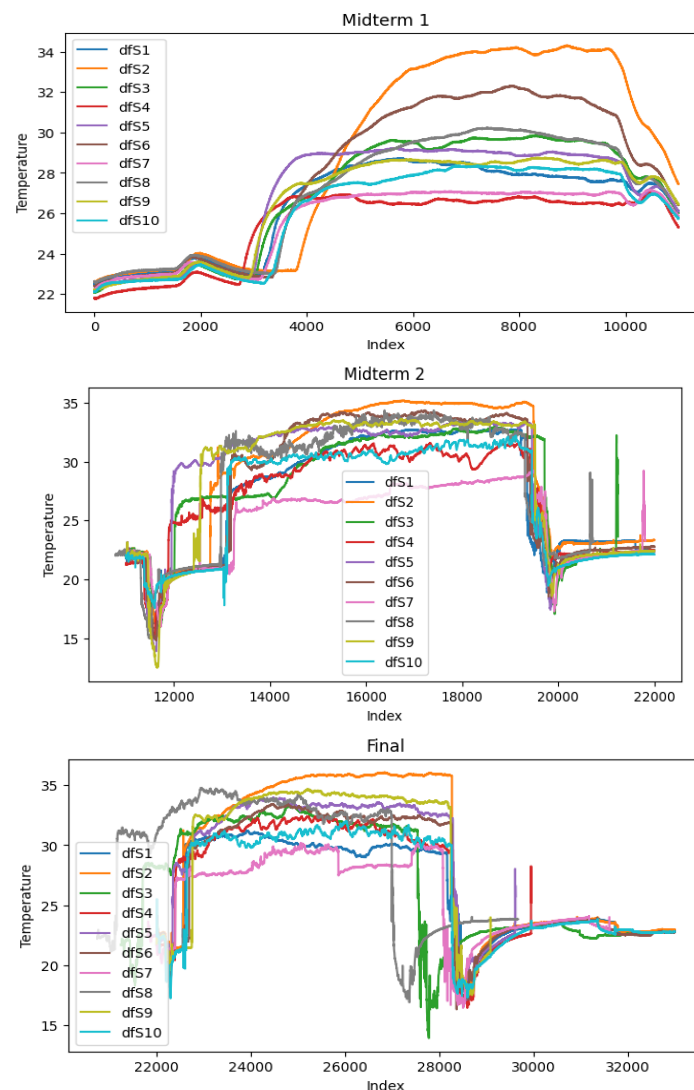 Midterm 1
34
32
30
28
26
24
22
Temperature
dfS1
dfS2
dfS3
dfS4
dfS5
dfS6
dfS7
dfS8
dfS9
dfS10
0 2000 4000 6000 8000 10000
Index
Midterm 2
35
30
25
20
15
Temperature
dfS1
dfS2
dfS3
dfS4
dfS5
dfS6
dfS7
dfS8
dfS9
dfS10
12000 14000 16000 18000 20000 22000
Index
Final
35
30
25
20
15
Temperature
dfS1
dfS2
dfS3
dfS4
dfS5
dfS6
dfS7
dfS8
dfS9
dfS10
22000 24000 26000 28000 30000 32000
Index